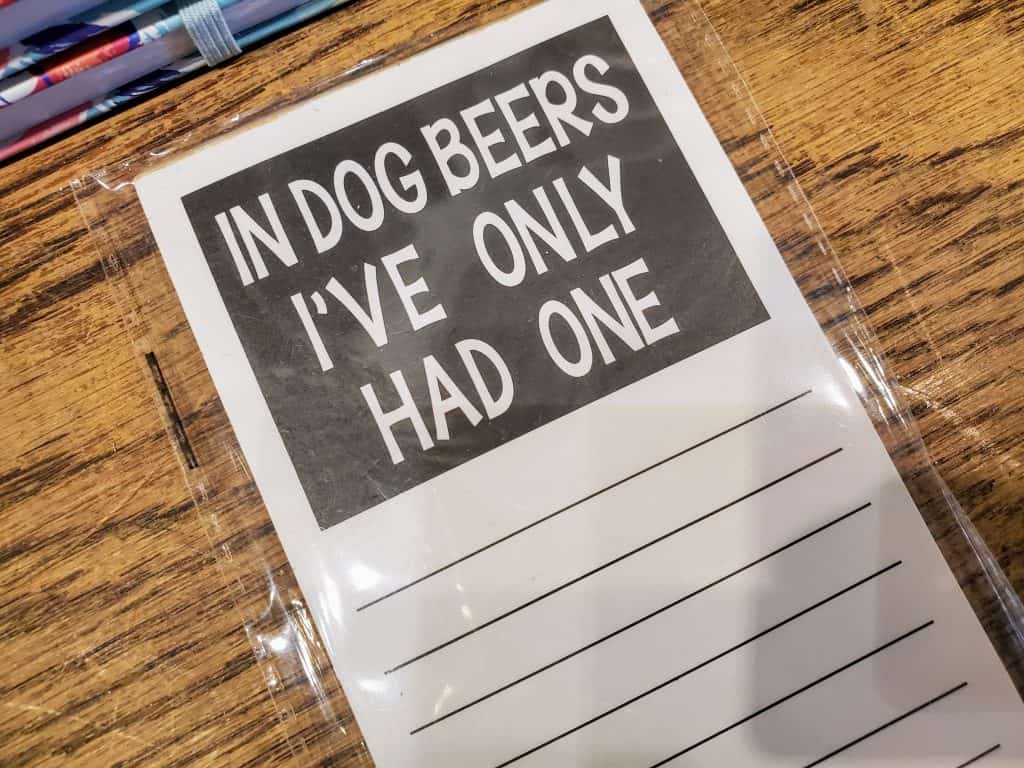 IN DOG BEERS
I'VE ONLY
HAD ONE